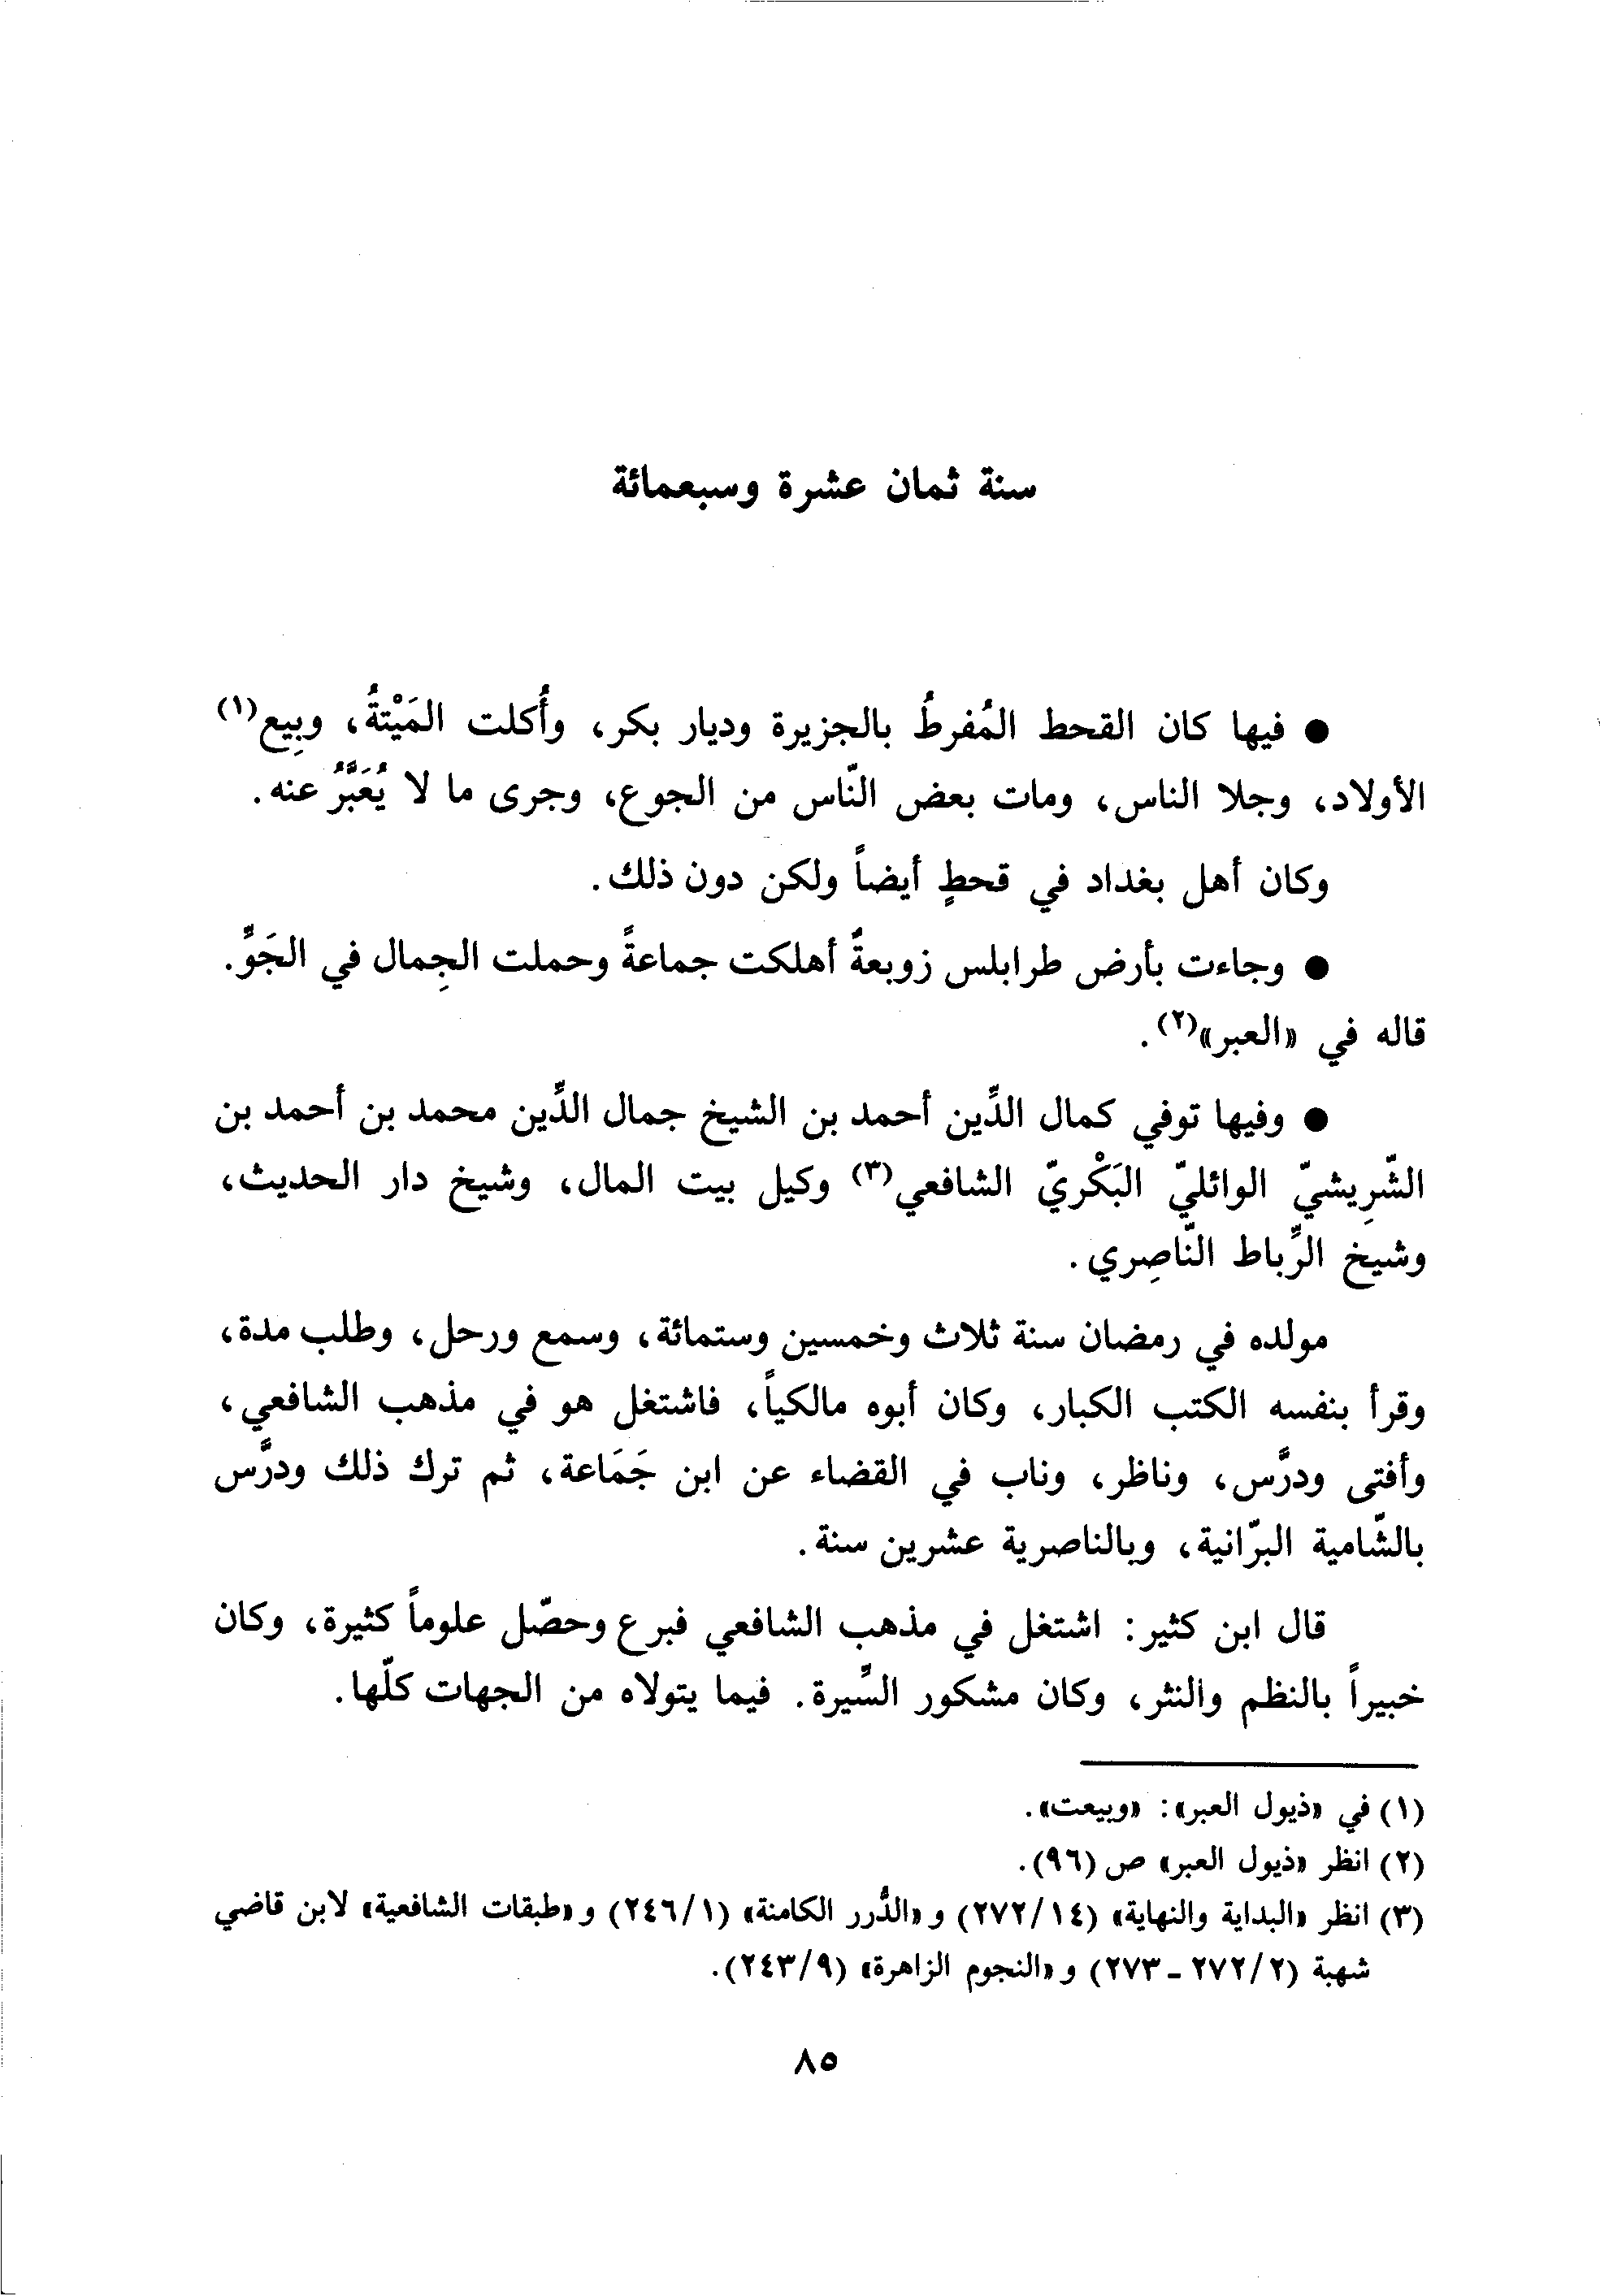 سنة ثمان عشرة وسبعمائة
● فيها كان القحط المُفرطُ بالجزيرة وديار بكر، وأُكلت المَيْتةُ، وبِيع(١)
الأولاد، وجلا الناس، ومات بعض النّاس من الجوع، وجرى ما لا يُعَبَّرُ عنه.
وكان أهل بغداد في قحطٍ أيضاً ولكن دون ذلك.
● وجاءت بأرض طرابلس زوبعةٌ أهلكت جماعةً وحملت الجِمال في الجَوِّ.
قاله في «العبر»(٢).
● وفيها توفي كمال الدِّين أحمد بن الشيخ جمال الدِّين محمد بن أحمد بن
الشّرِيشيّ الوائليّ البَكْريّ الشافعي(٣) وكيل بيت المال، وشيخ دار الحديث،
وشيخ الرِّباط النّاصِري.
مولده في رمضان سنة ثلاث وخمسين وستمائة، وسمع ورحل، وطلب مدة،
وقرأ بنفسه الكتب الكبار، وكان أبوه مالكياً، فاشتغل هو في مذهب الشافعي،
وأفتى ودرَّس، وناظر، وناب في القضاء عن ابن جَمَاعة، ثم ترك ذلك ودرَّس
بالشّامية البرّانية، وبالناصرية عشرين سنة.
قال ابن كثير: اشتغل في مذهب الشافعي فبرع وحصّل علوماً كثيرة، وكان
خبيراً بالنظم والنثر، وكان مشكور السِّيرة. فيما يتولاه من الجهات كلّها.
(١) في «ذيول العبر»: «وبيعت».
(٢) انظر «ذيول العبر» ص (٩٦).
(٣) انظر «البداية والنهاية» (٢٧٢/١٤) و«الدُّرر الكامنة» (٢٤٦/١) و«طبقات الشافعية» لابن قاضي
شهبة (٢٧٢/٢ ـ ٢٧٣) و«النجوم الزاهرة» (٢٤٣/٩).
٨٥